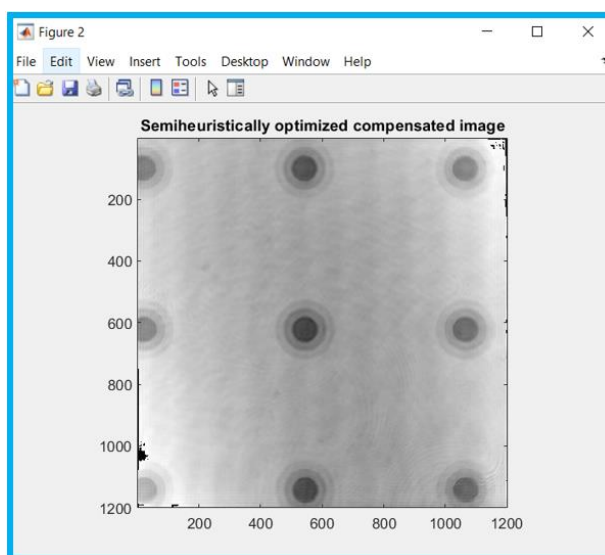 Figure 2
File Edit View Insert Tools Desktop Window Help
Semiheuristically optimized compensated image
200
400
600
800
1000
1200
200 400 600 800 1000 1200